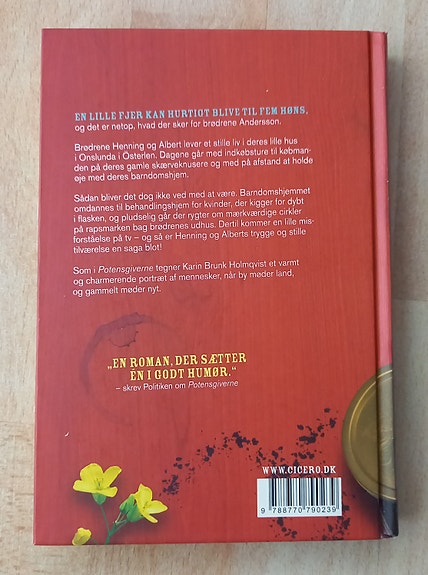 EN LILLE FJER KAN HURTIGT BLIVE TIL FEM HØNS,
og det er netop, hvad der sker for brødrene Andersson.
Brødrene Henning og Albert lever et stille liv i deres lille hus
i Onslunda i Österlen. Dagene går med indkøbsture til købman-
den på deres gamle skærveknusere og med på afstand at holde
øje med deres barndomshjem.
Sådan bliver det dog ikke ved med at være. Barndomshjemmet
omdannes til behandlingshjem for kvinder, der kigger for dybt
i flasken, og pludselig går der rygter om mærkværdige cirkler
på rapsmarken bag brødrenes udhus. Dertil kommer en lille mis-
forståelse på tv – og så er Henning og Alberts trygge og stille
tilværelse en saga blot!
Som i Potensgiverne tegner Karin Brunk Holmqvist et varmt
og charmerende portræt af mennesker, når by møder land,
og gammelt møder nyt.
„EN ROMAN, DER SÆTTER
ÉN I GODT HUMØR.“
– skrev Politiken om Potensgiverne
WWW.CICERO.DK
9 788770 790239